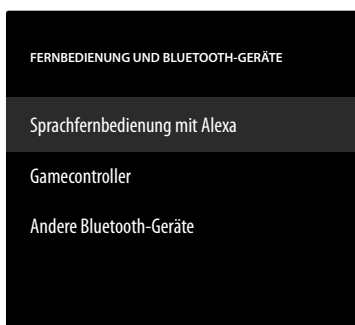 FERNBEDIENUNG UND BLUETOOTH-GERÄTE
Sprachfernbedienung mit Alexa
Gamecontroller
Andere Bluetooth-Geräte